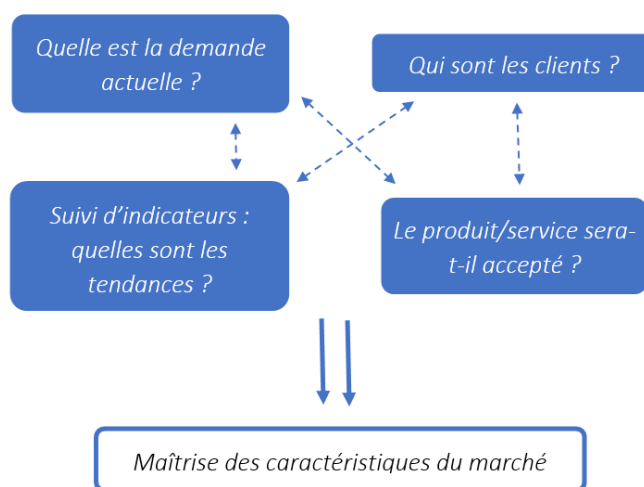 Quelle est la demande
actuelle ?
Qui sont les clients ?
Suivi d’indicateurs :
quelles sont les
tendances ?
Le produit/service sera-
t-il accepté ?
Maîtrise des caractéristiques du marché